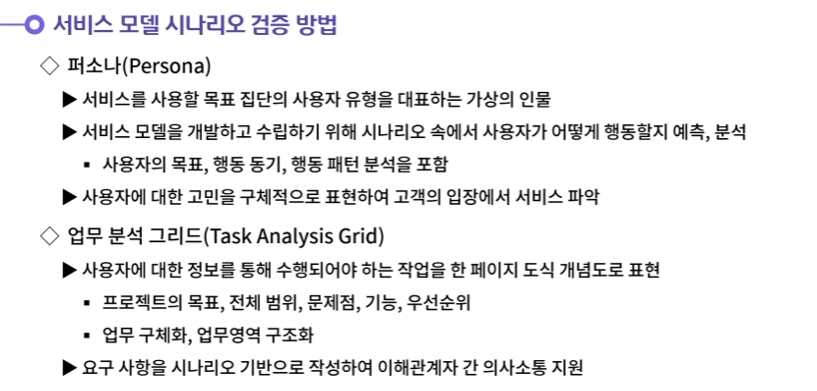 서비스 모델 시나리오 검증 방법
◇ 퍼소나(Persona)
▶ 서비스를 사용할 목표 집단의 사용자 유형을 대표하는 가상의 인물
▶ 서비스 모델을 개발하고 수립하기 위해 시나리오 속에서 사용자가 어떻게 행동할지 예측, 분석
▪ 사용자의 목표, 행동 동기, 행동 패턴 분석을 포함
▶ 사용자에 대한 고민을 구체적으로 표현하여 고객의 입장에서 서비스 파악
◇ 업무 분석 그리드(Task Analysis Grid)
▶ 사용자에 대한 정보를 통해 수행되어야 하는 작업을 한 페이지 도식 개념도로 표현
▪ 프로젝트의 목표, 전체 범위, 문제점, 기능, 우선순위
▪ 업무 구체화, 업무영역 구조화
▶ 요구 사항을 시나리오 기반으로 작성하여 이해관계자 간 의사소통 지원